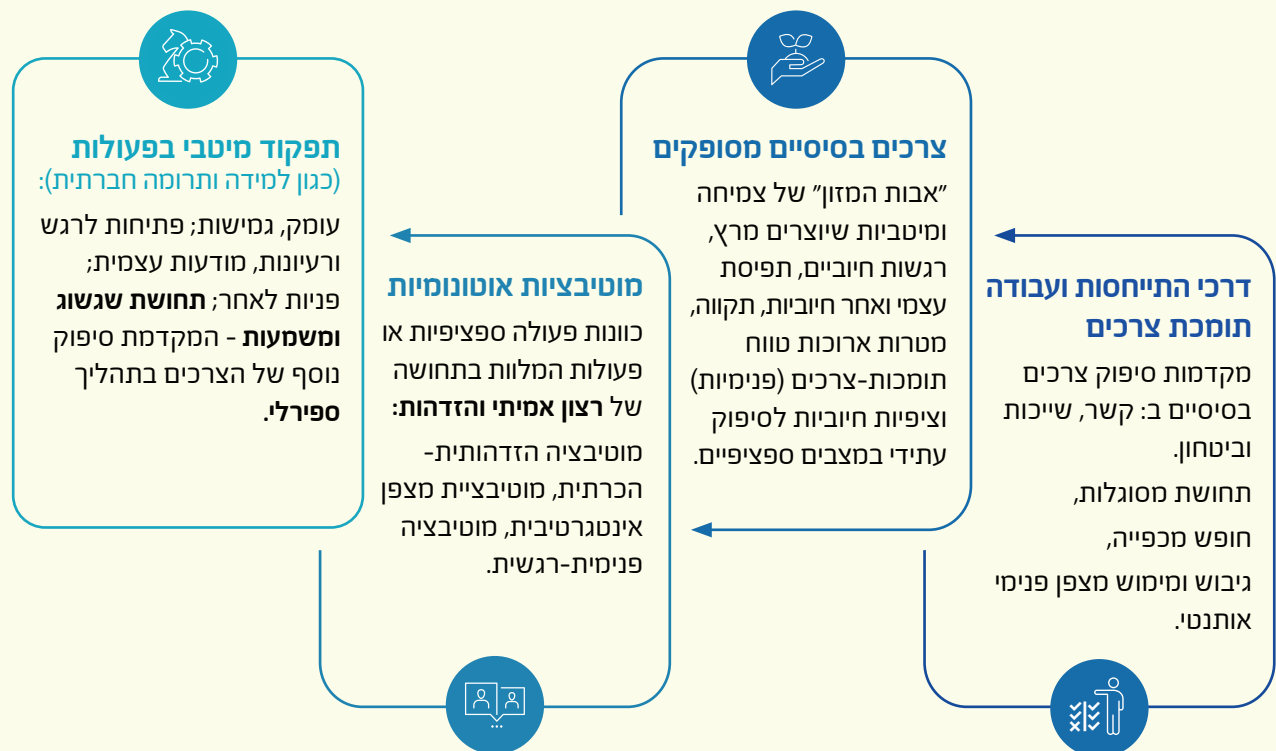 דרכי התייחסות ועבודה
תומכת צרכים
מקדמות סיפוק צרכים
בסיסיים ב: קשר, שייכות
וביטחון.
תחושת מסוגלות,
חופש מכפייה,
גיבוש ומימוש מצפן פנימי
אותנטי.
צרכים בסיסיים מסופקים
"אבות המזון" של צמיחה
ומיטביות שיוצרים מרץ,
רגשות חיוביים, תפיסת
עצמי ואחר חיוביות, תקווה,
מטרות ארוכות טווח
תומכות-צרכים (פנימיות)
וציפיות חיוביות לסיפוק
עתידי במצבים ספציפיים.
מוטיבציות אוטונומיות
כוונות פעולה ספציפיות או
פעולות המלוות בתחושה
של רצון אמיתי והזדהות:
מוטיבציה הזדהותית-
הכרתית, מוטיבציית מצפן
אינטגרטיבית, מוטיבציה
פנימית-רגשית.
תפקוד מיטבי בפעולות
(כגון למידה ותרומה חברתית):
עומק, גמישות; פתיחות לרגש
ורעיונות, מודעות עצמית;
פניות לאחר; תחושת שגשוג
ומשמעות - המקדמת סיפוק
נוסף של הצרכים בתהליך
ספירלי.